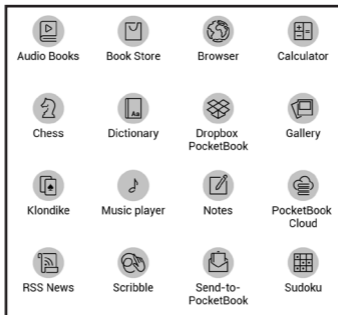 Audio Books Book Store Browser Calculator
Chess Dictionary Dropbox PocketBook Gallery
Klondike Music player Notes PocketBook Cloud
RSS News Scribble Send-to-PocketBook Sudoku
Aa